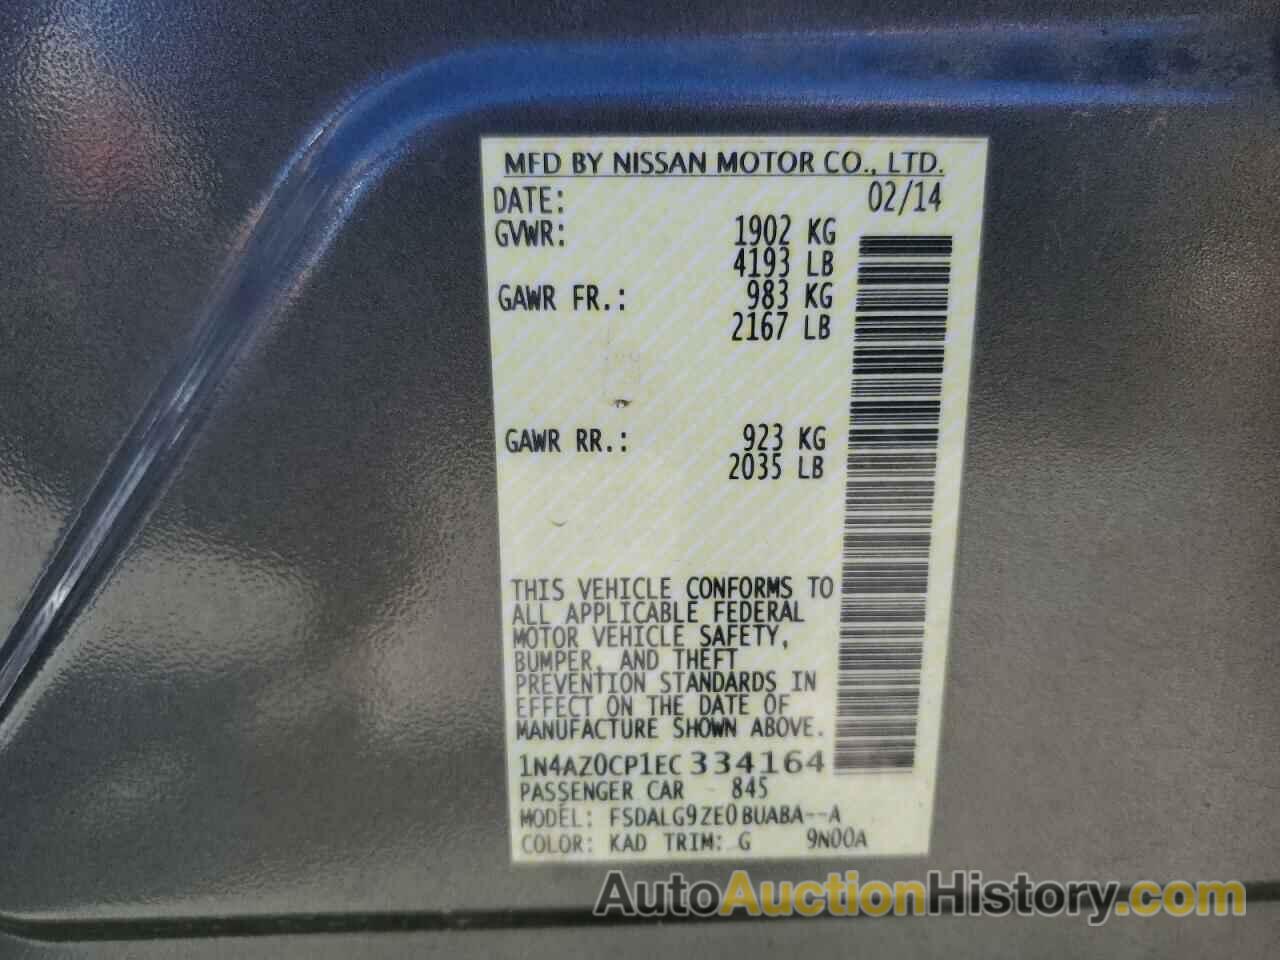 MFD BY NISSAN MOTOR CO., LTD.
DATE: 02/14
GVWR: 1902 KG
4193 LB
GAWR FR.: 983 KG
2167 LB
GAWR RR.: 923 KG
2035 LB
THIS VEHICLE CONFORMS TO
ALL APPLICABLE FEDERAL
MOTOR VEHICLE SAFETY,
BUMPER, AND THEFT
PREVENTION STANDARDS IN
EFFECT ON THE DATE OF
MANUFACTURE SHOWN ABOVE.
1N4AZ0CP1EC334164
PASSENGER CAR 845
MODEL: FSDALG9ZE0BUABA--A
COLOR: KAD TRIM: G 9N00A
AutoAuctionHistory.com